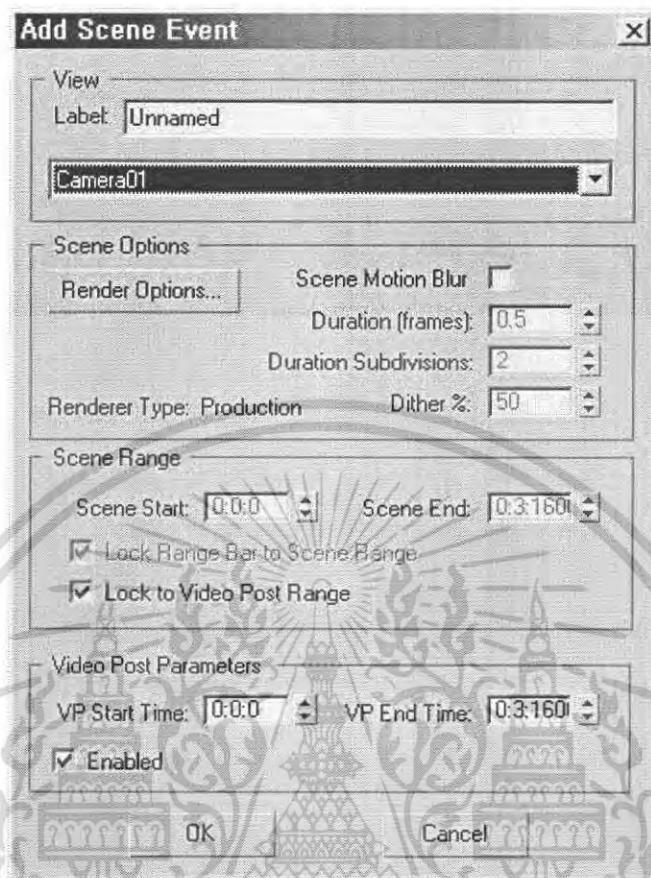 Add Scene Event
View
Label: Unnamed
Camera01
Scene Options
Render Options...
Scene Motion Blur
Duration (frames): 0.5
Duration Subdivisions: 2
Renderer Type: Production
Dither %: 50
Scene Range
Scene Start: 0:0:0
Scene End: 0:3:160
Lock Range Bar to Scene Range
Lock to Video Post Range
Video Post Parameters
VP Start Time: 0:0:0
VP End Time: 0:3:160
Enabled
OK
Cancel